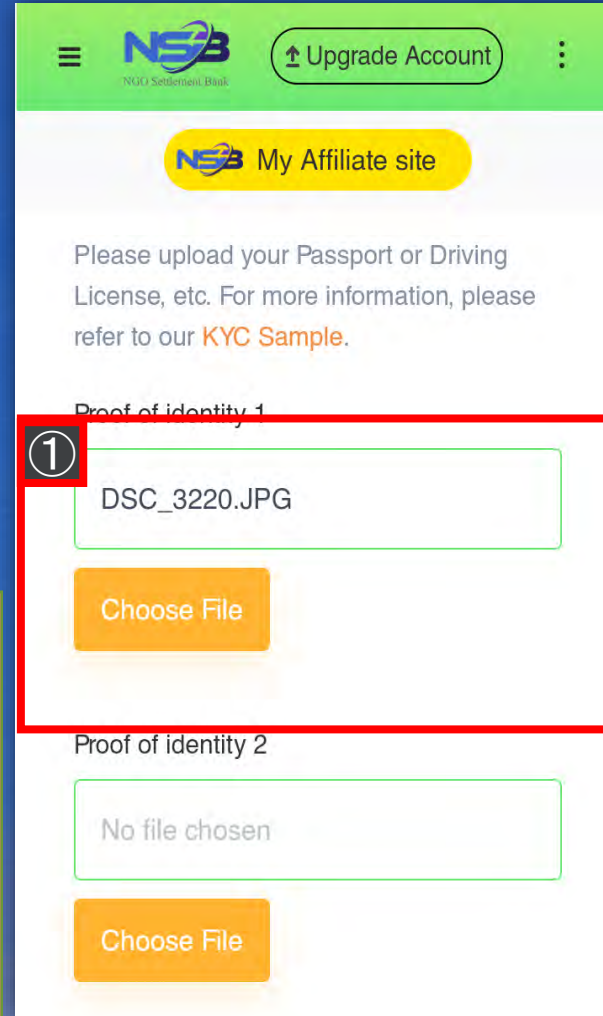 NSB
NGO Settlement Bank
Upgrade Account
NSB My Affiliate site
Please upload your Passport or Driving
License, etc. For more information, please
refer to our KYC Sample.
Proof of identity 1
①
DSC_3220.JPG
Choose File
Proof of identity 2
No file chosen
Choose File